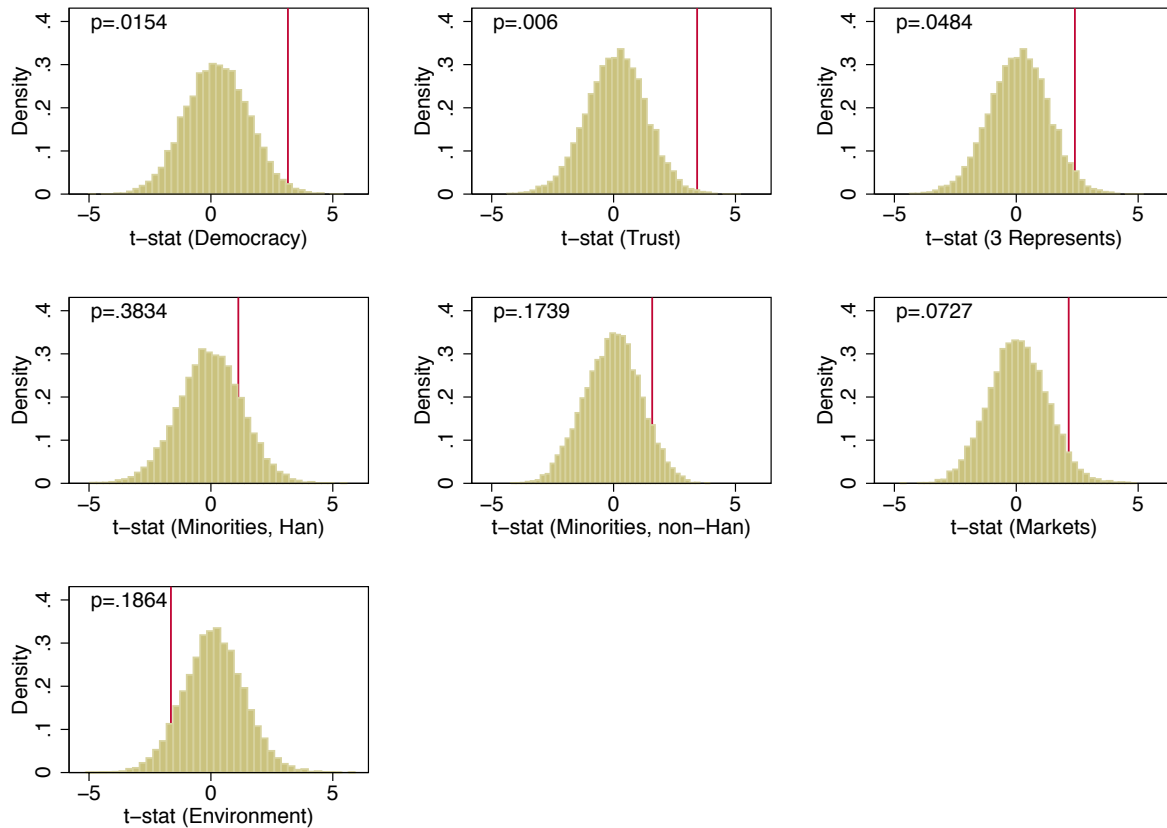 p=.0154
Density
0 .1 .2 .3 .4
−5 0 5
t−stat (Democracy)
p=.006
Density
0 .1 .2 .3 .4
−5 0 5
t−stat (Trust)
p=.0484
Density
0 .1 .2 .3 .4
−5 0 5
t−stat (3 Represents)
p=.3834
Density
0 .1 .2 .3 .4
−5 0 5
t−stat (Minorities, Han)
p=.1739
Density
0 .1 .2 .3 .4
−5 0 5
t−stat (Minorities, non−Han)
p=.0727
Density
0 .1 .2 .3 .4
−5 0 5
t−stat (Markets)
p=.1864
Density
0 .1 .2 .3 .4
−5 0 5
t−stat (Environment)